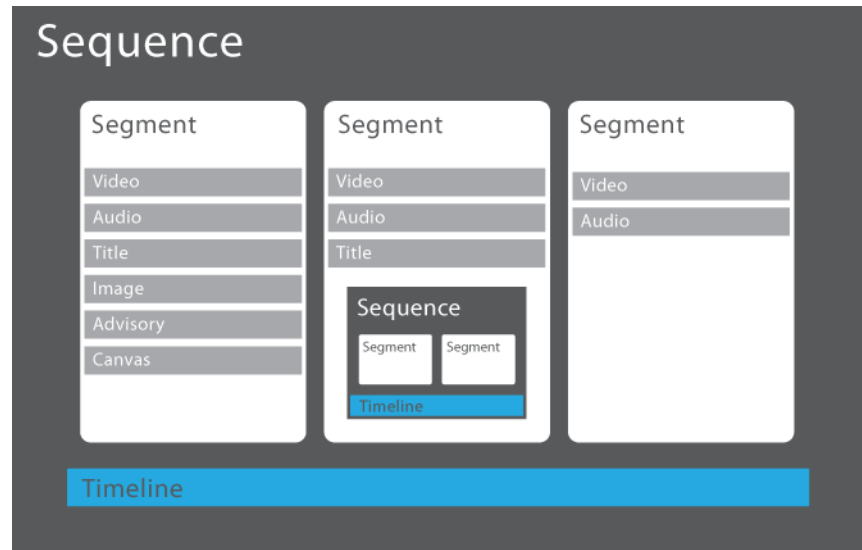 Sequence
Segment
Video
Audio
Title
Image
Advisory
Canvas
Segment
Video
Audio
Title
Sequence
Segment
Segment
Timeline
Segment
Video
Audio
Timeline